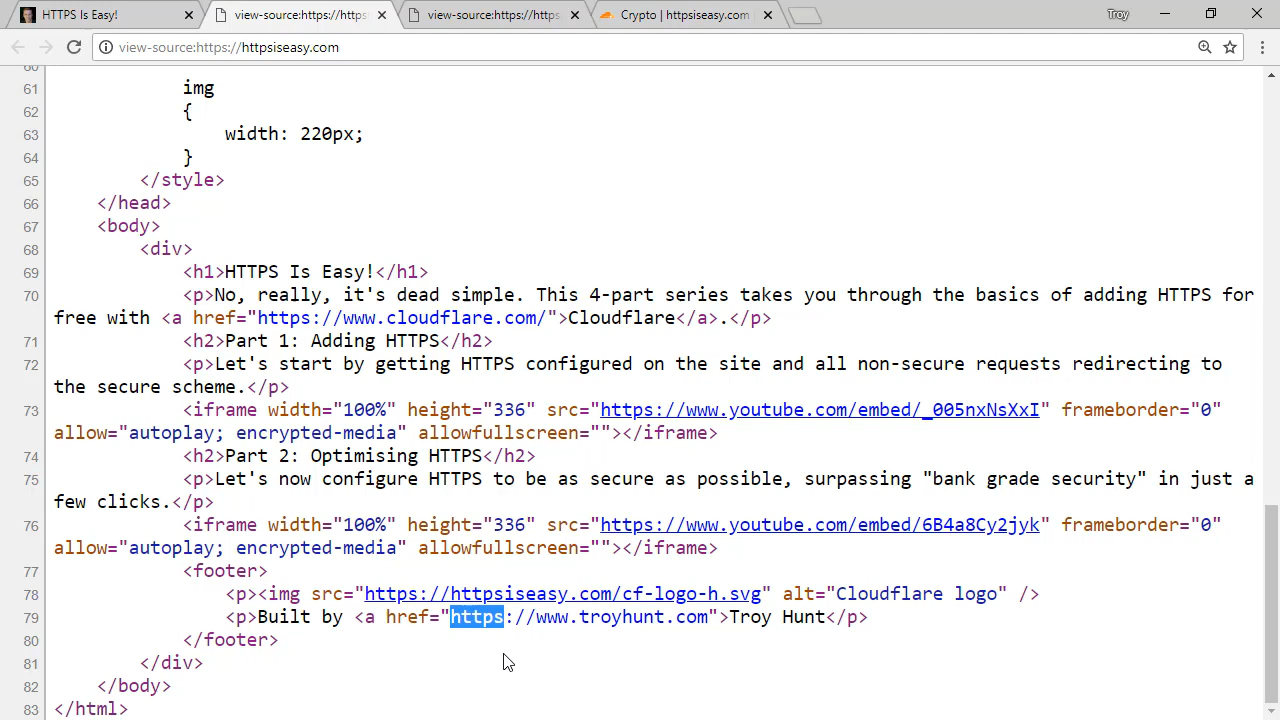 HTTPS Is Easy!
view-source:https://https
view-source:https://https
Crypto | httpsiseasy.com
Troy
view-source:https://httpsiseasy.com
60
61 img
62 {
63 width: 220px;
64 }
65 </style>
66 </head>
67 <body>
68 <div>
69 <h1>HTTPS Is Easy!</h1>
70 <p>No, really, it's dead simple. This 4-part series takes you through the basics of adding HTTPS for
free with <a href="https://www.cloudflare.com/">Cloudflare</a>.</p>
71 <h2>Part 1: Adding HTTPS</h2>
72 <p>Let's start by getting HTTPS configured on the site and all non-secure requests redirecting to
the secure scheme.</p>
73 <iframe width="100%" height="336" src="https://www.youtube.com/embed/_005nxNsXxI" frameborder="0"
allow="autoplay; encrypted-media" allowfullscreen=""></iframe>
74 <h2>Part 2: Optimising HTTPS</h2>
75 <p>Let's now configure HTTPS to be as secure as possible, surpassing "bank grade security" in just a
few clicks.</p>
76 <iframe width="100%" height="336" src="https://www.youtube.com/embed/6B4a8Cy2jyk" frameborder="0"
allow="autoplay; encrypted-media" allowfullscreen=""></iframe>
77 <footer>
78 <p><img src="https://httpsiseasy.com/cf-logo-h.svg" alt="Cloudflare logo" />
79 <p>Built by <a href="https://www.troyhunt.com">Troy Hunt</p>
80 </footer>
81 </div>
82 </body>
83 </html>